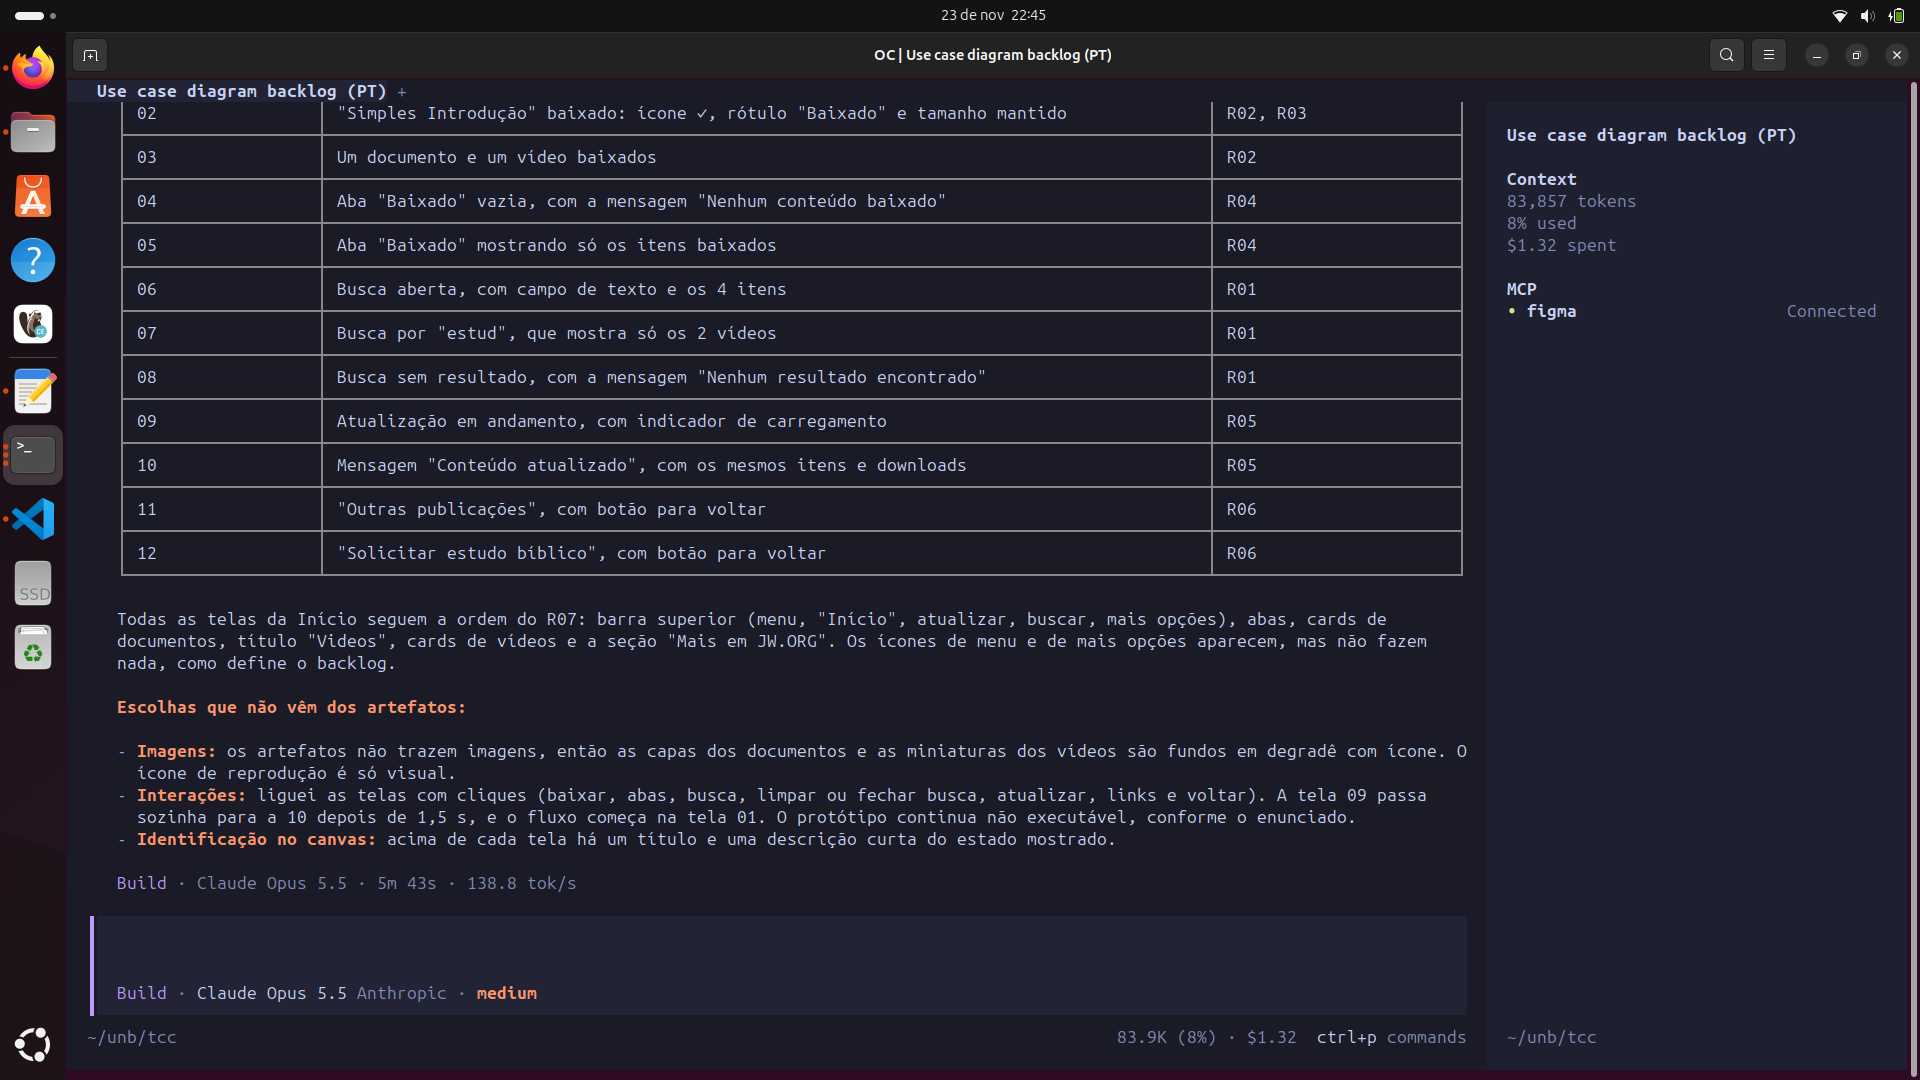 23 de nov 22:45
OC | Use case diagram backlog (PT)
Use case diagram backlog (PT) +
02 "Simples Introdução" baixado: ícone ✓, rótulo "Baixado" e tamanho mantido R02, R03
03 Um documento e um vídeo baixados R02
04 Aba "Baixado" vazia, com a mensagem "Nenhum conteúdo baixado" R04
05 Aba "Baixado" mostrando só os itens baixados R04
06 Busca aberta, com campo de texto e os 4 itens R01
07 Busca por "estud", que mostra só os 2 vídeos R01
08 Busca sem resultado, com a mensagem "Nenhum resultado encontrado" R01
09 Atualização em andamento, com indicador de carregamento R05
10 Mensagem "Conteúdo atualizado", com os mesmos itens e downloads R05
11 "Outras publicações", com botão para voltar R06
12 "Solicitar estudo bíblico", com botão para voltar R06
Todas as telas da Início seguem a ordem do R07: barra superior (menu, "Início", atualizar, buscar, mais opções), abas, cards de
documentos, título "Videos", cards de vídeos e a seção "Mais em JW.ORG". Os ícones de menu e de mais opções aparecem, mas não fazem
nada, como define o backlog.
Escolhas que não vêm dos artefatos:
- Imagens: os artefatos não trazem imagens, então as capas dos documentos e as miniaturas dos vídeos são fundos em degradê com ícone. O
ícone de reprodução é só visual.
- Interações: liguei as telas com cliques (baixar, abas, busca, limpar ou fechar busca, atualizar, links e voltar). A tela 09 passa
sozinha para a 10 depois de 1,5 s, e o fluxo começa na tela 01. O protótipo continua não executável, conforme o enunciado.
- Identificação no canvas: acima de cada tela há um título e uma descrição curta do estado mostrado.
Build · Claude Opus 5.5 · 5m 43s · 138.8 tok/s
Build · Claude Opus 5.5 Anthropic · medium
~/unb/tcc 83.9K (8%) · $1.32 ctrl+p commands
Use case diagram backlog (PT)
Context
83,857 tokens
8% used
$1.32 spent
MCP
• figma Connected
~/unb/tcc
SSD